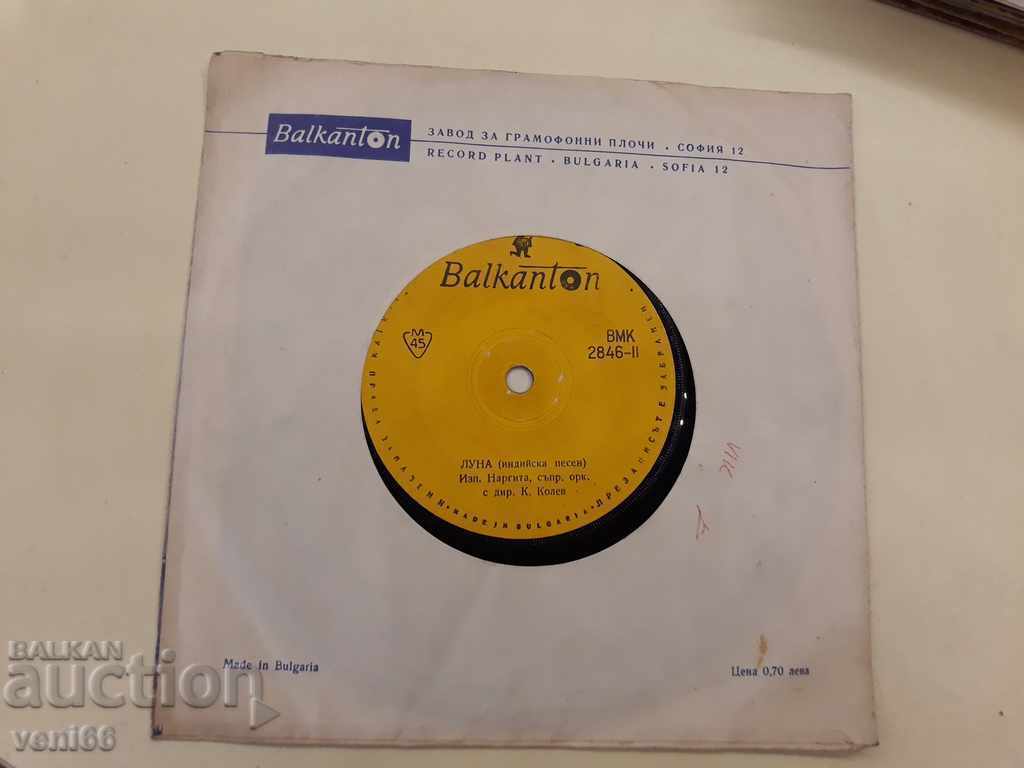 Balkanton
ЗАВОД ЗА ГРАМОФОННИ ПЛОЧИ • СОФИЯ 12
RECORD PLANT • BULGARIA • SOFIA 12
Balkanton
M
45
ВМК
2846-II
ЛУНА (индийска песен)
Изп. Наргита, съпр. орк.
с дир. К. Колев
MADE IN BULGARIA • ПРЕЗАПИСЪТ Е ЗАБРАНЕН
Made in Bulgaria
Цена 0,70 лева
BALKAN
auction
veni66